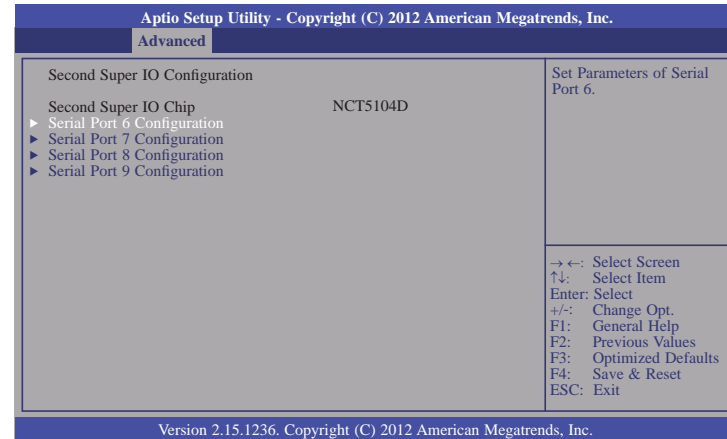 Aptio Setup Utility - Copyright (C) 2012 American Megatrends, Inc.
Advanced
Second Super IO Configuration
Second Super IO Chip NCT5104D
► Serial Port 6 Configuration
► Serial Port 7 Configuration
► Serial Port 8 Configuration
► Serial Port 9 Configuration
Set Parameters of Serial
Port 6.
→←: Select Screen
↑↓: Select Item
Enter: Select
+/-: Change Opt.
F1: General Help
F2: Previous Values
F3: Optimized Defaults
F4: Save & Reset
ESC: Exit
Version 2.15.1236. Copyright (C) 2012 American Megatrends, Inc.